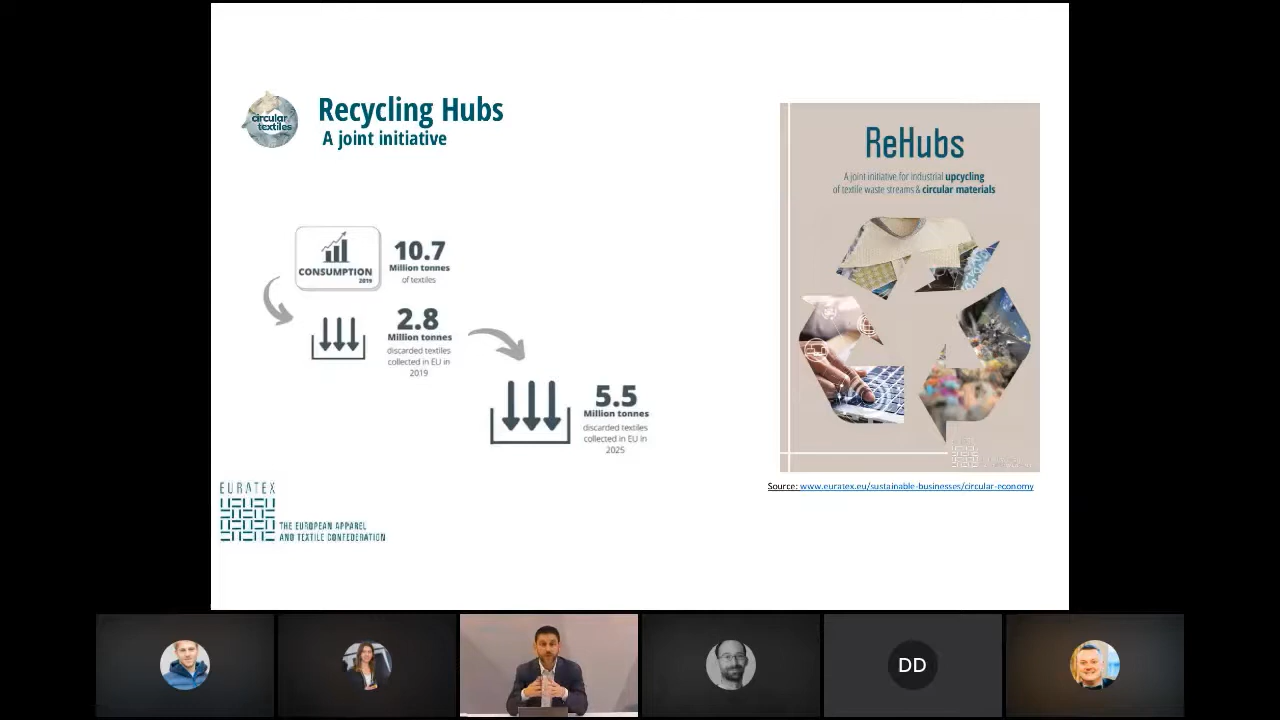 circular
textiles
Recycling Hubs
A joint initiative
CONSUMPTION
2019
10.7
Million tonnes
of textiles
2.8
Million tonnes
discarded textiles
collected in EU in
2019
5.5
Million tonnes
discarded textiles
collected in EU in
2025
EURATEX
THE EUROPEAN APPAREL
AND TEXTILE CONFEDERATION
ReHubs
A joint initiative for industrial upcycling
of textile waste streams & circular materials
Source: www.euratex.eu/sustainable-businesses/circular-economy
DD